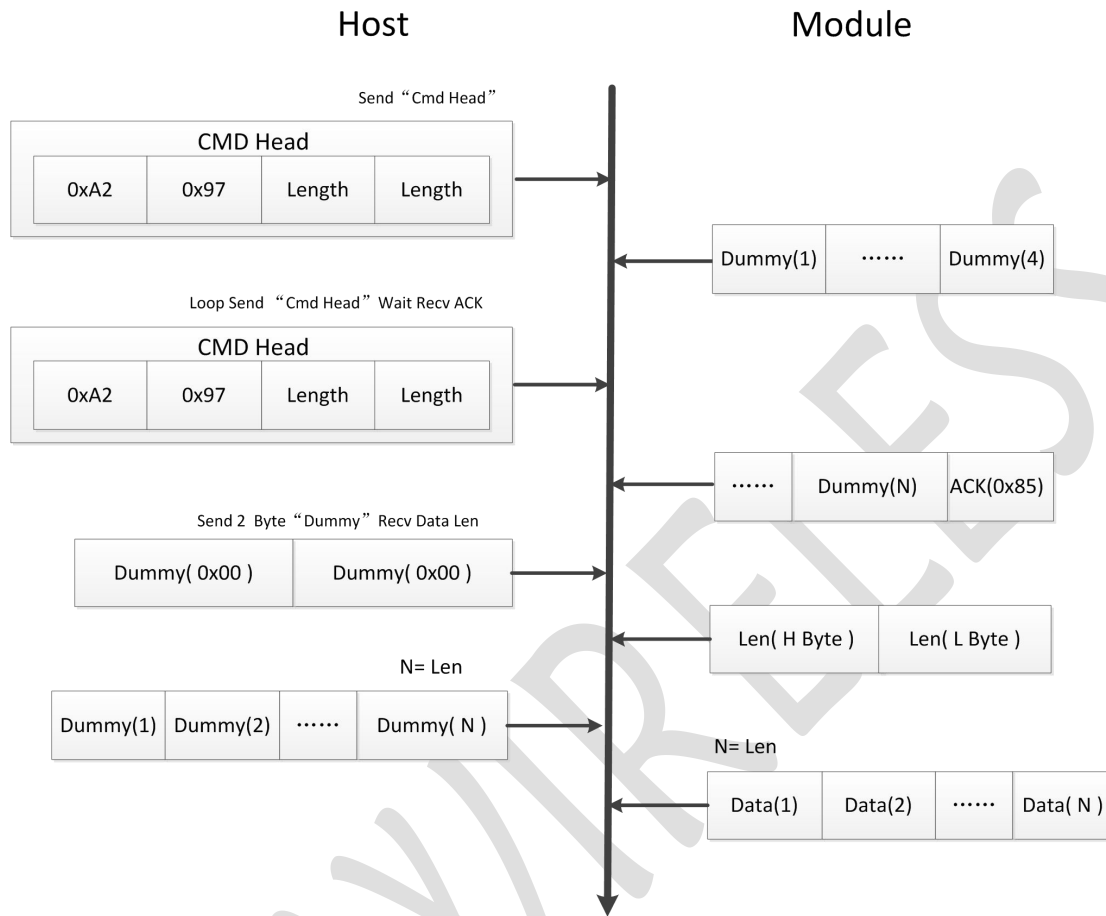 Host
Module
Send “Cmd Head”
CMD Head
0xA2 0x97 Length Length
Dummy(1) ...... Dummy(4)
Loop Send “Cmd Head” Wait Recv ACK
CMD Head
0xA2 0x97 Length Length
...... Dummy(N) ACK(0x85)
Send 2 Byte “Dummy” Recv Data Len
Dummy( 0x00 ) Dummy( 0x00 )
Len( H Byte ) Len( L Byte )
N= Len
Dummy(1) Dummy(2) ...... Dummy( N )
N= Len
Data(1) Data(2) ...... Data( N )